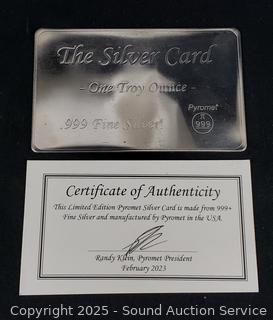 The Silver Card
- One Troy Ounce -
Pyromet
R
999
.999 Fine Silver
Certificate of Authenticity
This Limited Edition Pyromet Silver Card is made from 999+
Fine Silver and manufactured by Pyromet in the USA.
Randy Klein, Pyromet President
February 2023
Copyright © 2025 - Sound Auction Service